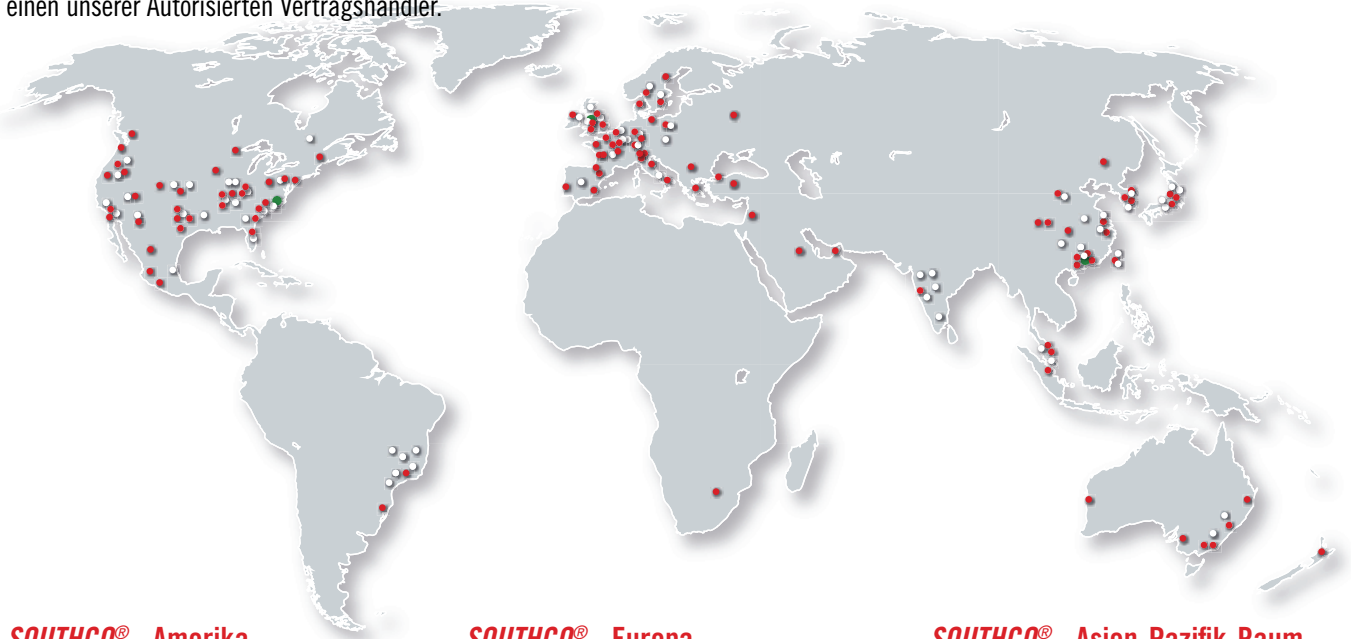 einen unserer Autorisierten Vertragshändler.
SOUTHCO® Amerika
SOUTHCO® Europa
SOUTHCO® Asien-Pazifik-Raum